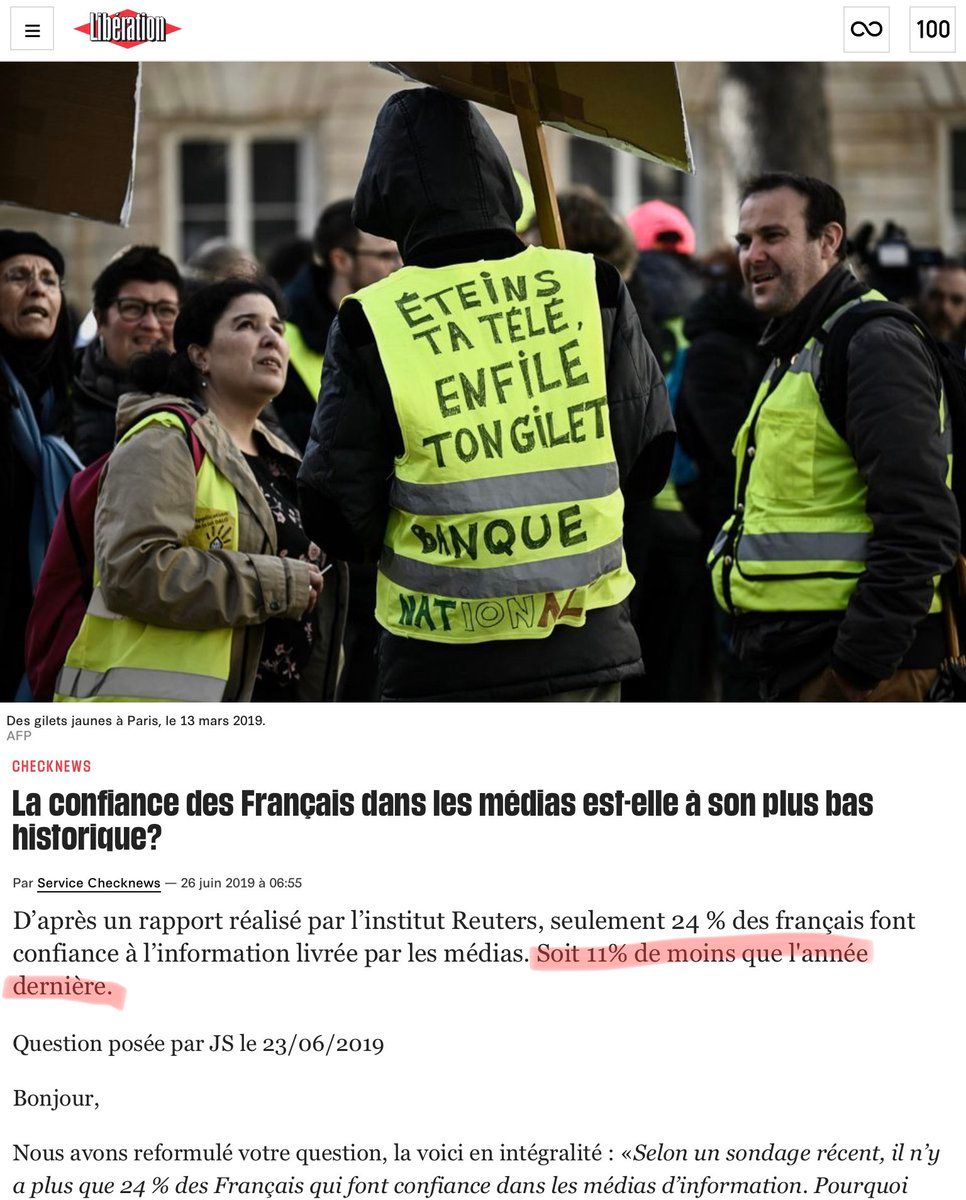 Libération
100
ÉTEINS
TA TÉLÉ,
ENFILE
TON GILET
BANQUE
NATIONAL
Des gilets jaunes à Paris, le 13 mars 2019.
AFP
CHECKNEWS
La confiance des Français dans les médias est-elle à son plus bas
historique?
Par Service Checknews — 26 juin 2019 à 06:55
D’après un rapport réalisé par l’institut Reuters, seulement 24 % des français font
confiance à l’information livrée par les médias. Soit 11% de moins que l'année
dernière.
Question posée par JS le 23/06/2019
Bonjour,
Nous avons reformulé votre question, la voici en intégralité : «Selon un sondage récent, il n’y
a plus que 24 % des Français qui font confiance dans les médias d’information. Pourquoi